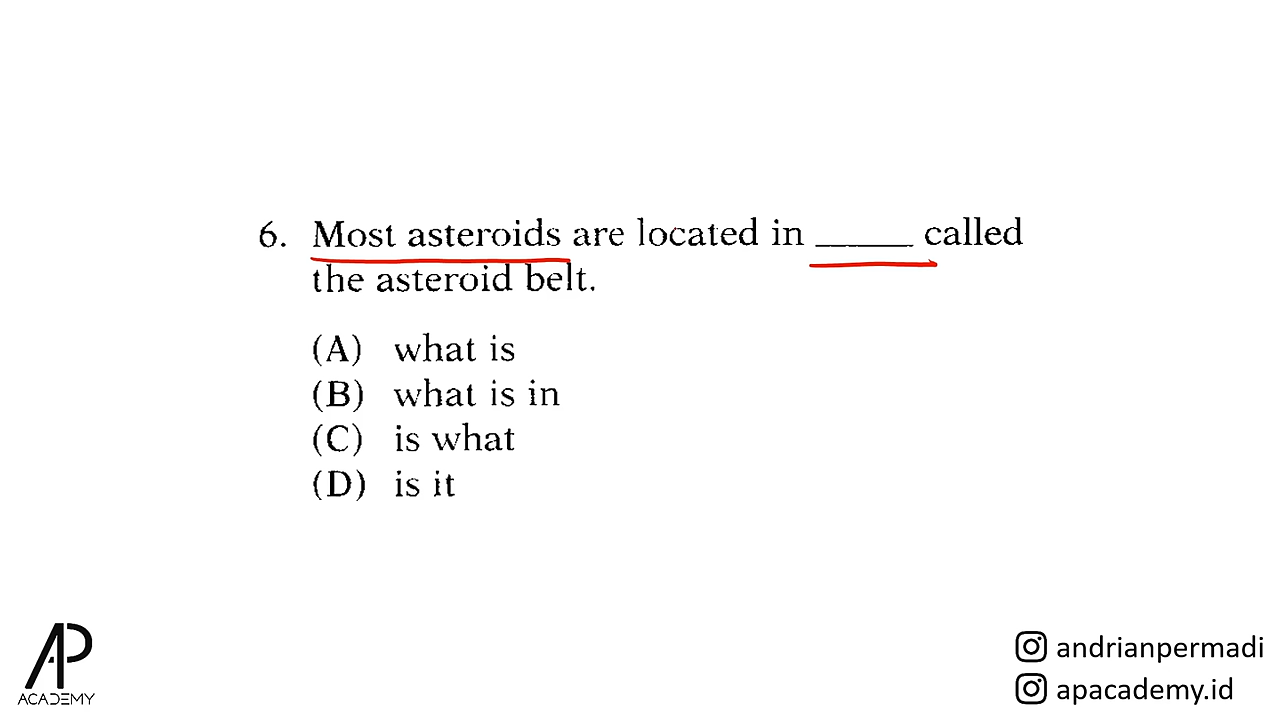 6. Most asteroids are located in _____ called
the asteroid belt.
(A) what is
(B) what is in
(C) is what
(D) is it
AP
ACADEMY
andrianpermadi
apacademy.id